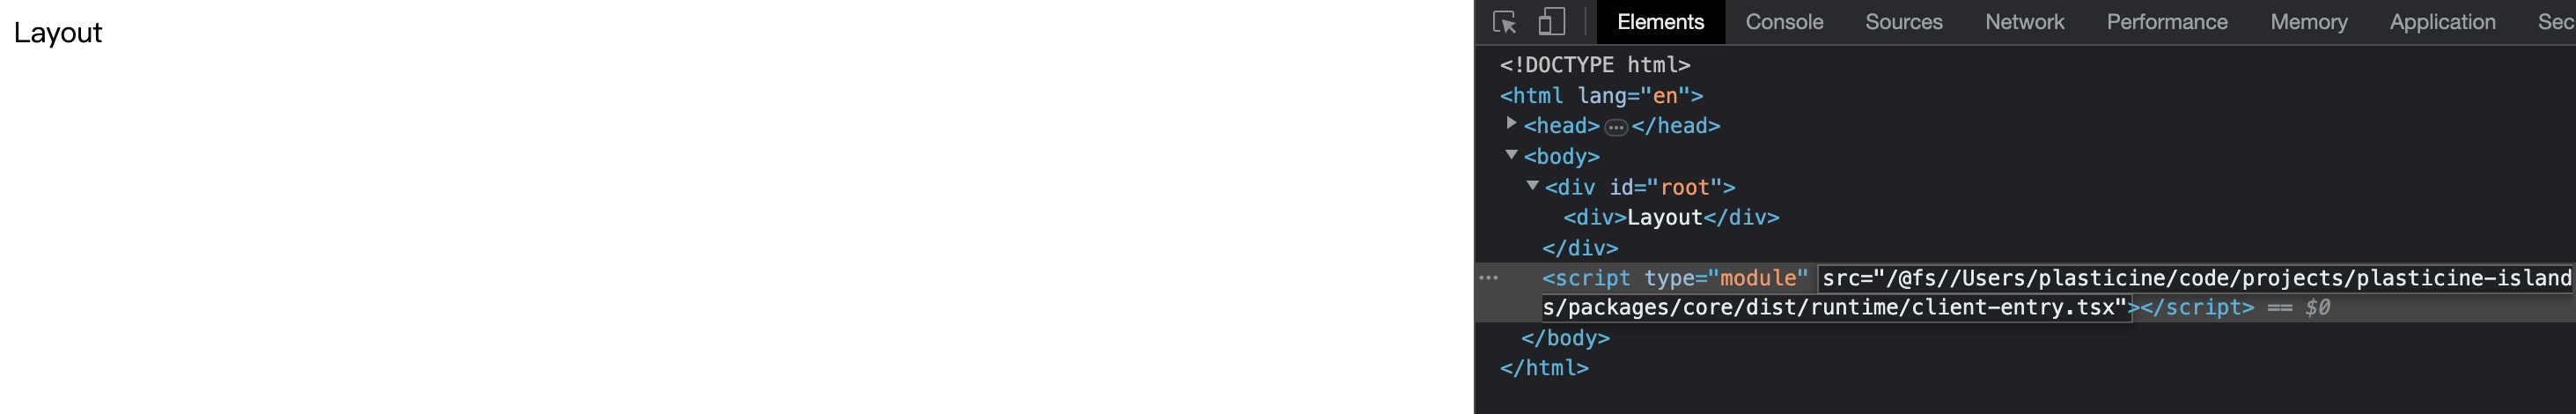 Layout
Elements Console Sources Network Performance Memory Application Sec
<!DOCTYPE html>
<html lang="en">
<head>…</head>
<body>
<div id="root">
<div>Layout</div>
</div>
<script type="module" src="/@fs//Users/plasticine/code/projects/plasticine-island
s/packages/core/dist/runtime/client-entry.tsx"></script> == $0
</body>
</html>